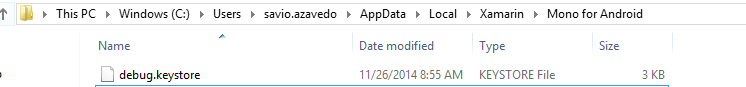 This PC Windows (C:) Users savio.azavedo AppData Local Xamarin Mono for Android
Name Date modified Type Size
debug.keystore 11/26/2014 8:55 AM KEYSTORE File 3 KB